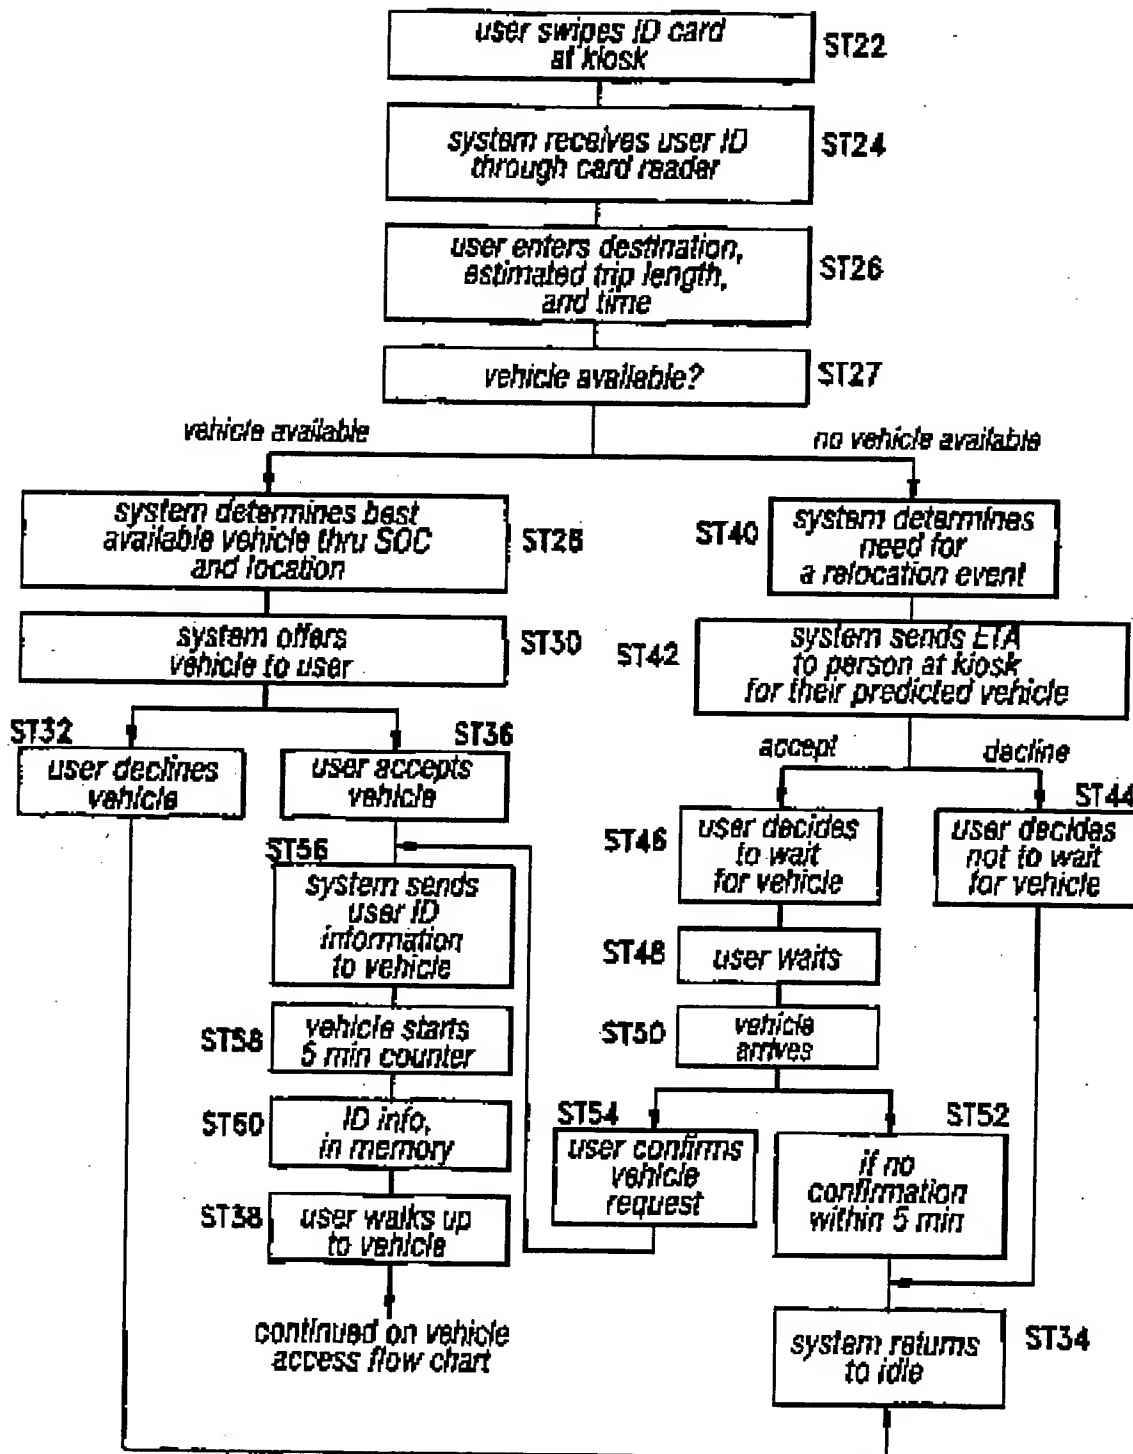 user swipes ID card
at kiosk
ST22
system receives user ID
through card reader
ST24
user enters destination,
estimated trip length,
and time
ST26
vehicle available?
ST27
vehicle available
no vehicle available
system determines best
available vehicle thru SOC
and location
ST28
ST40
system determines
need for
a relocation event
system offers
vehicle to user
ST30
ST42
system sends ETA
to person at kiosk
for their predicted vehicle
ST32
user declines
vehicle
ST36
user accepts
vehicle
accept
decline
ST46
user decides
to wait
for vehicle
ST44
user decides
not to wait
for vehicle
ST56
system sends
user ID
information
to vehicle
ST48
user waits
ST58
vehicle starts
5 min counter
ST50
vehicle
arrives
ST60
ID info,
in memory
ST54
user confirms
vehicle
request
ST52
if no
confirmation
within 5 min
ST38
user walks up
to vehicle
continued on vehicle
access flow chart
system returns
to idle
ST34